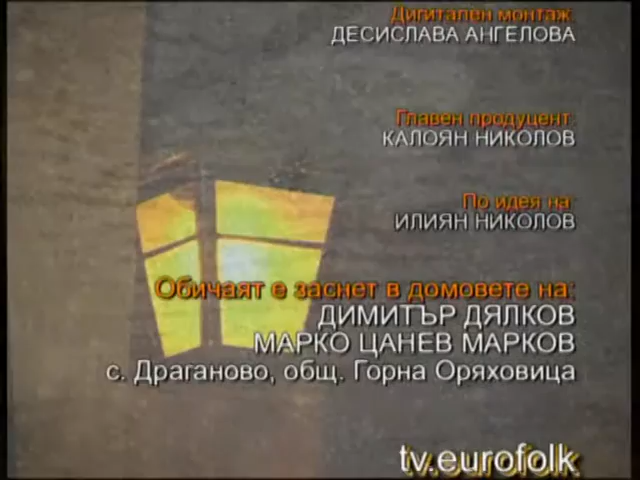 Дигитален монтаж:
ДЕСИСЛАВА АНГЕЛОВА
Главен продуцент:
КАЛОЯН НИКОЛОВ
По идея на:
ИЛИЯН НИКОЛОВ
Обичаят е заснет в домовете на:
ДИМИТЪР ДЯЛКОВ
МАРКО ЦАНЕВ МАРКОВ
с. Драганово, общ. Горна Оряховица
tv.eurofolk